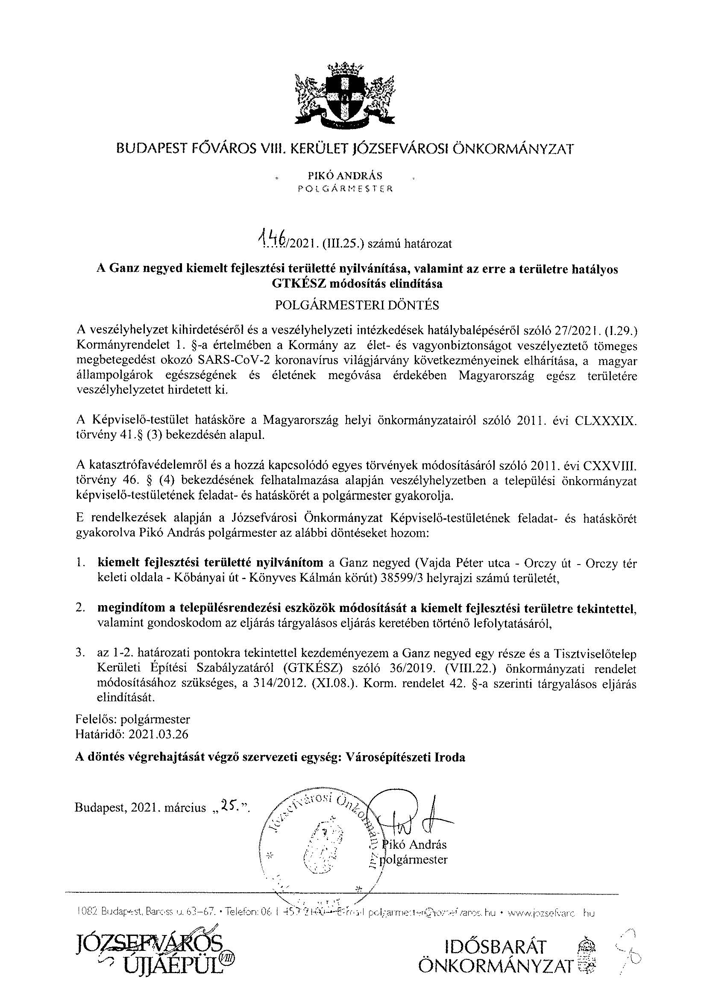 BUDAPEST FŐVÁROS VIII. KERÜLET JÓZSEFVÁROSI ÖNKORMÁNYZAT
PIKÓ ANDRÁS
POLGÁRMESTER
146/2021. (III.25.) számú határozat
A Ganz negyed kiemelt fejlesztési területté nyilvánítása, valamint az erre a területre hatályos
GTKÉSZ módosítás elindítása
POLGÁRMESTERI DÖNTÉS
A veszélyhelyzet kihirdetéséről és a veszélyhelyzeti intézkedések hatálybalépéséről szóló 27/2021. (I.29.)
Kormányrendelet 1. §-a értelmében a Kormány az élet- és vagyonbiztonságot veszélyeztető tömeges
megbetegedést okozó SARS-CoV-2 koronavírus világjárvány következményeinek elhárítása, a magyar
állampolgárok egészségének és életének megóvása érdekében Magyarország egész területére
veszélyhelyzetet hirdetett ki.
A Képviselő-testület hatásköre a Magyarország helyi önkormányzatairól szóló 2011. évi CLXXXIX.
törvény 41.§ (3) bekezdésén alapul.
A katasztrófavédelemről és a hozzá kapcsolódó egyes törvények módosításáról szóló 2011. évi CXXVIII.
törvény 46. § (4) bekezdésének felhatalmazása alapján veszélyhelyzetben a települési önkormányzat
képviselő-testületének feladat- és hatáskörét a polgármester gyakorolja.
E rendelkezések alapján a Józsefvárosi Önkormányzat Képviselő-testületének feladat- és hatáskörét
gyakorolva Pikó András polgármester az alábbi döntéseket hozom:
1. kiemelt fejlesztési területté nyilvánítom a Ganz negyed (Vajda Péter utca - Orczy út - Orczy tér
keleti oldala - Kőbányai út - Könyves Kálmán körút) 38599/3 helyrajzi számú területét,
2. megindítom a településrendezési eszközök módosítását a kiemelt fejlesztési területre tekintettel,
valamint gondoskodom az eljárás tárgyalásos eljárás keretében történő lefolytatásáról,
3. az 1-2. határozati pontokra tekintettel kezdeményezem a Ganz negyed egy része és a Tisztviselőtelep
Kerületi Építési Szabályzatáról (GTKÉSZ) szóló 36/2019. (VIII.22.) önkormányzati rendelet
módosításához szükséges, a 314/2012. (XI.08.). Korm. rendelet 42. §-a szerinti tárgyalásos eljárás
elindítását.
Felelős: polgármester
Határidő: 2021.03.26
A döntés végrehajtását végző szervezeti egység: Városépítészeti Iroda
Budapest, 2021. március „25.”.
Józsefvárosi Önkormányzat
Pikó András
polgármester
1082 Budapest, Baross u. 63–67. • Telefon: 06 1 459 2100 E-mail polgarmester@jozsefvaros.hu • www.jozsefvaro hu
JÓZSEFVÁROS
ÚJJÁÉPÜL VIII
IDŐSBARÁT
ÖNKORMÁNYZAT